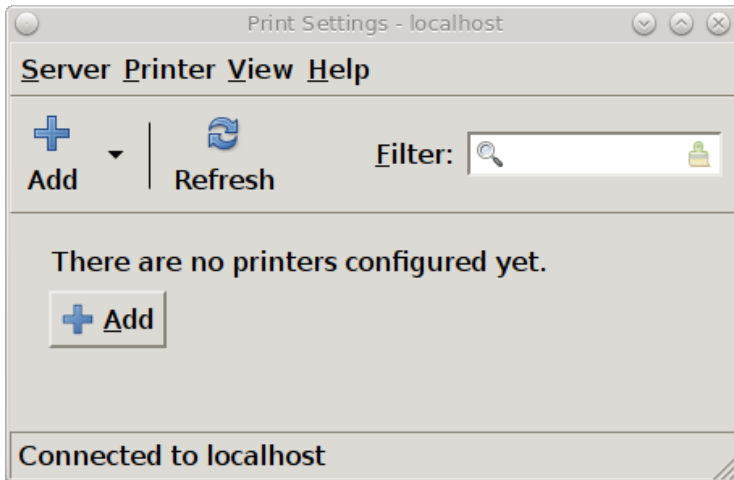 Print Settings - localhost
Server Printer View Help
Add
Refresh
Filter:
There are no printers configured yet.
Add
Connected to localhost